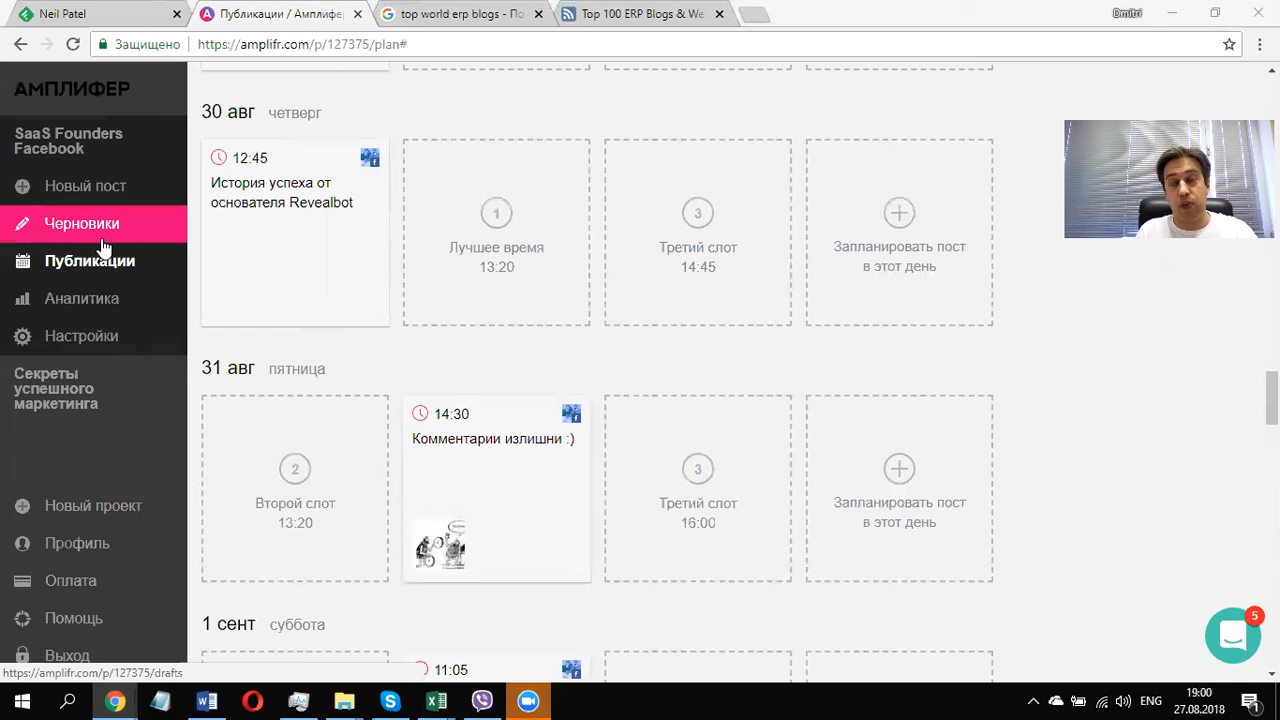 Neil Patel
Публикации / Амплифе
top world erp blogs - По
Top 100 ERP Blogs & We
Dmitri
Защищено
https://amplifr.com/p/127375/plan#
АМПЛИФЕР
SaaS Founders
Facebook
Новый пост
Черновики
Публикации
Аналитика
Настройки
Секреты
успешного
маркетинга
Новый проект
Профиль
Оплата
Помощь
Выход
https://amplifr.com/p/127375/drafts
30 авг четверг
12:45
История успеха от
основателя Revealbot
1
Лучшее время
13:20
3
Третий слот
14:45
Запланировать пост
в этот день
31 авг пятница
2
Второй слот
13:20
14:30
Комментарии излишни :)
3
Третий слот
16:00
Запланировать пост
в этот день
1 сент суббота
11:05
5
ENG
19:00
27.08.2018
1